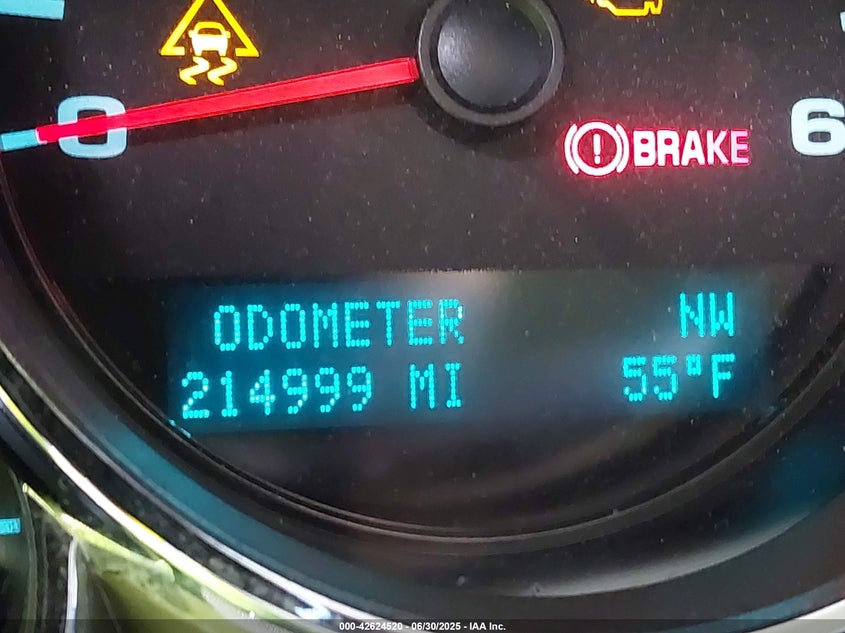 0
BRAKE
6
ODOMETER NW
214999 MI 55°F
000-42624520 - 06/30/2025 - IAA Inc.